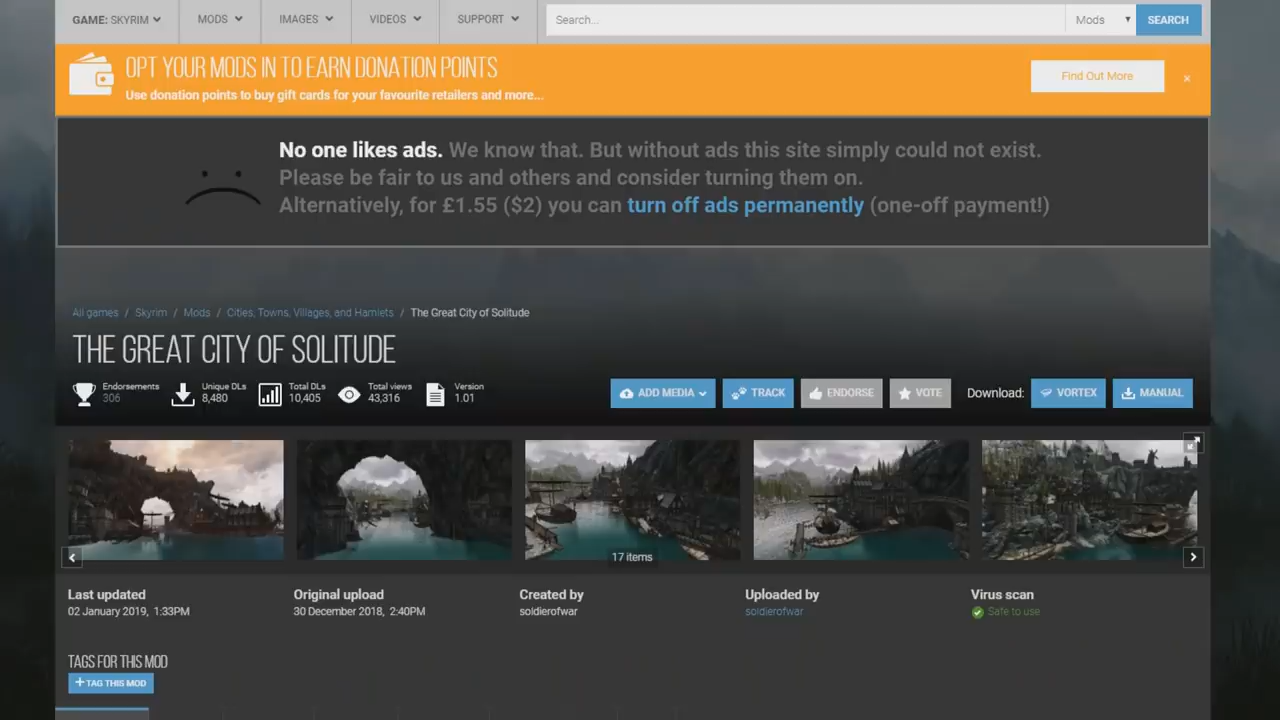 GAME: SKYRIM
MODS
IMAGES
VIDEOS
SUPPORT
Search...
Mods
SEARCH
OPT YOUR MODS IN TO EARN DONATION POINTS
Use donation points to buy gift cards for your favourite retailers and more...
Find Out More
×
No one likes ads. We know that. But without ads this site simply could not exist.
Please be fair to us and others and consider turning them on.
Alternatively, for £1.55 ($2) you can turn off ads permanently (one-off payment!)
All games / Skyrim / Mods / Cities, Towns, Villages, and Hamlets / The Great City of Solitude
THE GREAT CITY OF SOLITUDE
Endorsements
306
Unique DLs
8,480
Total DLs
10,405
Total views
43,316
Version
1.01
ADD MEDIA
TRACK
ENDORSE
VOTE
Download:
VORTEX
MANUAL
17 items
Last updated
02 January 2019, 1:33PM
Original upload
30 December 2018, 2:40PM
Created by
soldierofwar
Uploaded by
soldierofwar
Virus scan
Safe to use
TAGS FOR THIS MOD
+ TAG THIS MOD